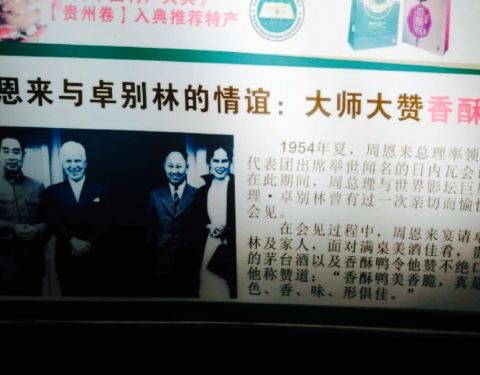 【贵州卷】入典推荐特产
恩来与卓别林的情谊：大师大赞香酥
1954年夏，周恩来总理率领
代表团出席举世闻名的日内瓦会
在此期间，周总理与世界影坛巨
理·卓别林曾有过一次亲切而愉
会见。
在会见过程中，周恩来宴请卓
林及家人，面对满桌美酒佳肴，贵
的茅台酒以及香酥鸭令他赞不绝口
他称赞道：“香酥鸭美香脆，真是
色、香、味、形俱佳。”